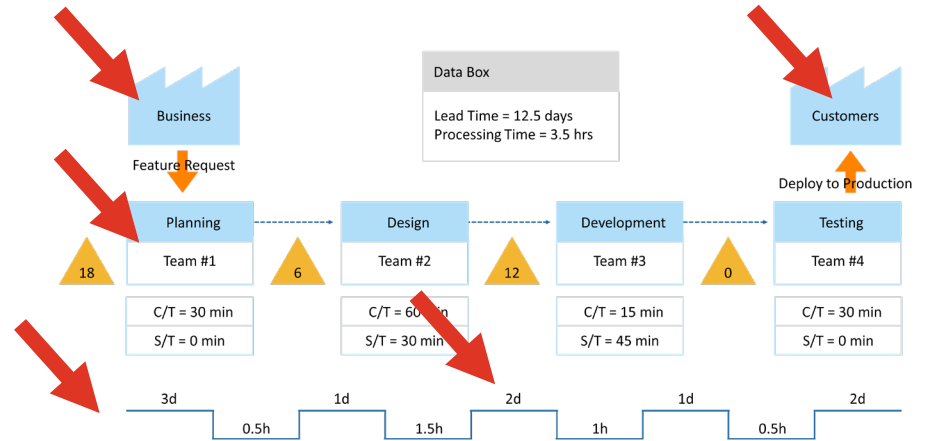 Data Box
Lead Time = 12.5 days
Processing Time = 3.5 hrs
Business
Customers
Feature Request
Deploy to Production
Planning
Design
Development
Testing
18
Team #1
6
Team #2
12
Team #3
0
Team #4
C/T = 30 min
C/T = 60 min
C/T = 15 min
C/T = 30 min
S/T = 0 min
S/T = 30 min
S/T = 45 min
S/T = 0 min
3d
1d
2d
1d
2d
0.5h
1.5h
1h
0.5h